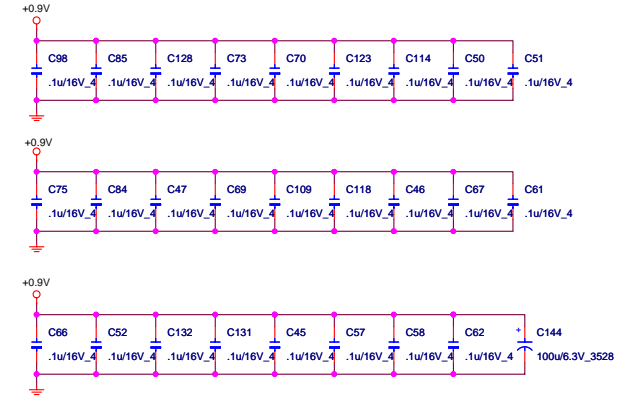 +0.9V
C98 C85 C128 C73 C70 C123 C114 C50 C51
.1u/16V_4 .1u/16V_4 .1u/16V_4 .1u/16V_4 .1u/16V_4 .1u/16V_4 .1u/16V_4 .1u/16V_4 .1u/16V_4
+0.9V
C75 C84 C47 C69 C109 C118 C46 C67 C61
.1u/16V_4 .1u/16V_4 .1u/16V_4 .1u/16V_4 .1u/16V_4 .1u/16V_4 .1u/16V_4 .1u/16V_4 .1u/16V_4
+0.9V
C66 C52 C132 C131 C45 C57 C58 C62 + C144
.1u/16V_4 .1u/16V_4 .1u/16V_4 .1u/16V_4 .1u/16V_4 .1u/16V_4 .1u/16V_4 .1u/16V_4 100u/6.3V_3528